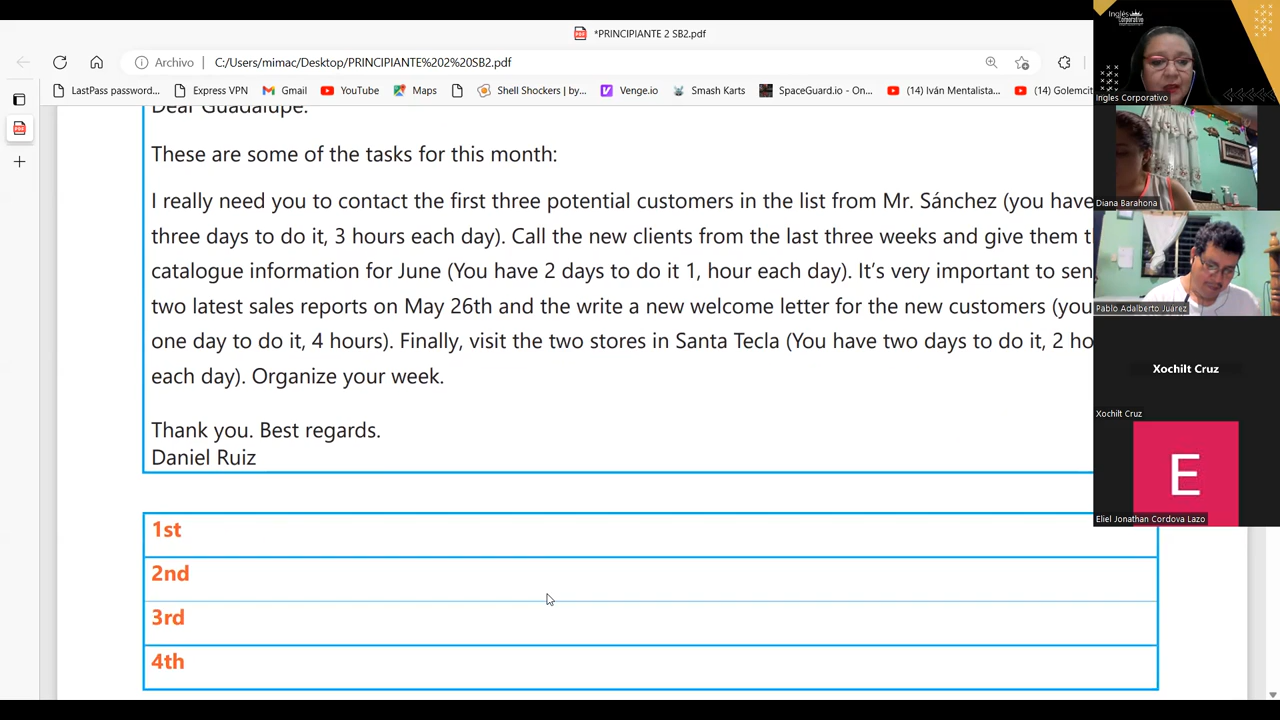 *PRINCIPIANTE 2 SB2.pdf
Archivo
C:/Users/mimac/Desktop/PRINCIPIANTE%202%20SB2.pdf
LastPass password...
Express VPN
Gmail
YouTube
Maps
Shell Shockers | by...
Venge.io
Smash Karts
SpaceGuard.io - On...
(14) Iván Mentalista...
(14) Golemcit
Dear Guadalupe:
These are some of the tasks for this month:
I really need you to contact the first three potential customers in the list from Mr. Sánchez (you have
three days to do it, 3 hours each day). Call the new clients from the last three weeks and give them t
catalogue information for June (You have 2 days to do it 1, hour each day). It's very important to sen
two latest sales reports on May 26th and the write a new welcome letter for the new customers (you
one day to do it, 4 hours). Finally, visit the two stores in Santa Tecla (You have two days to do it, 2 ho
each day). Organize your week.
Thank you. Best regards.
Daniel Ruiz
1st
2nd
3rd
4th
Inglés
Corporativo
Ingles Corporativo
Diana Barahona
Pablo Adalberto Juárez
Xochilt Cruz
Xochilt Cruz
E
Eliel Jonathan Cordova Lazo